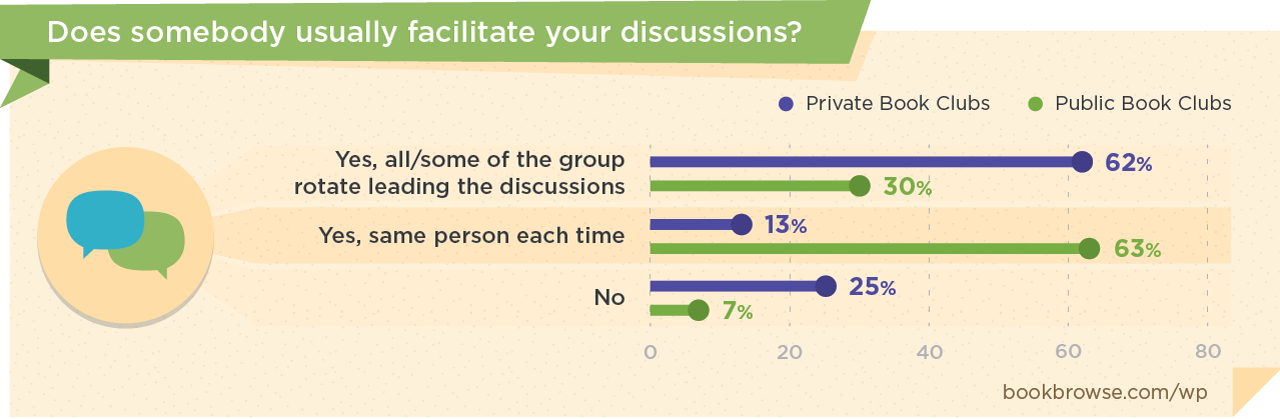 Does somebody usually facilitate your discussions?
Private Book Clubs
Public Book Clubs
Yes, all/some of the group
rotate leading the discussions
62%
30%
Yes, same person each time
13%
63%
No
25%
7%
0 20 40 60 80
bookbrowse.com/wp